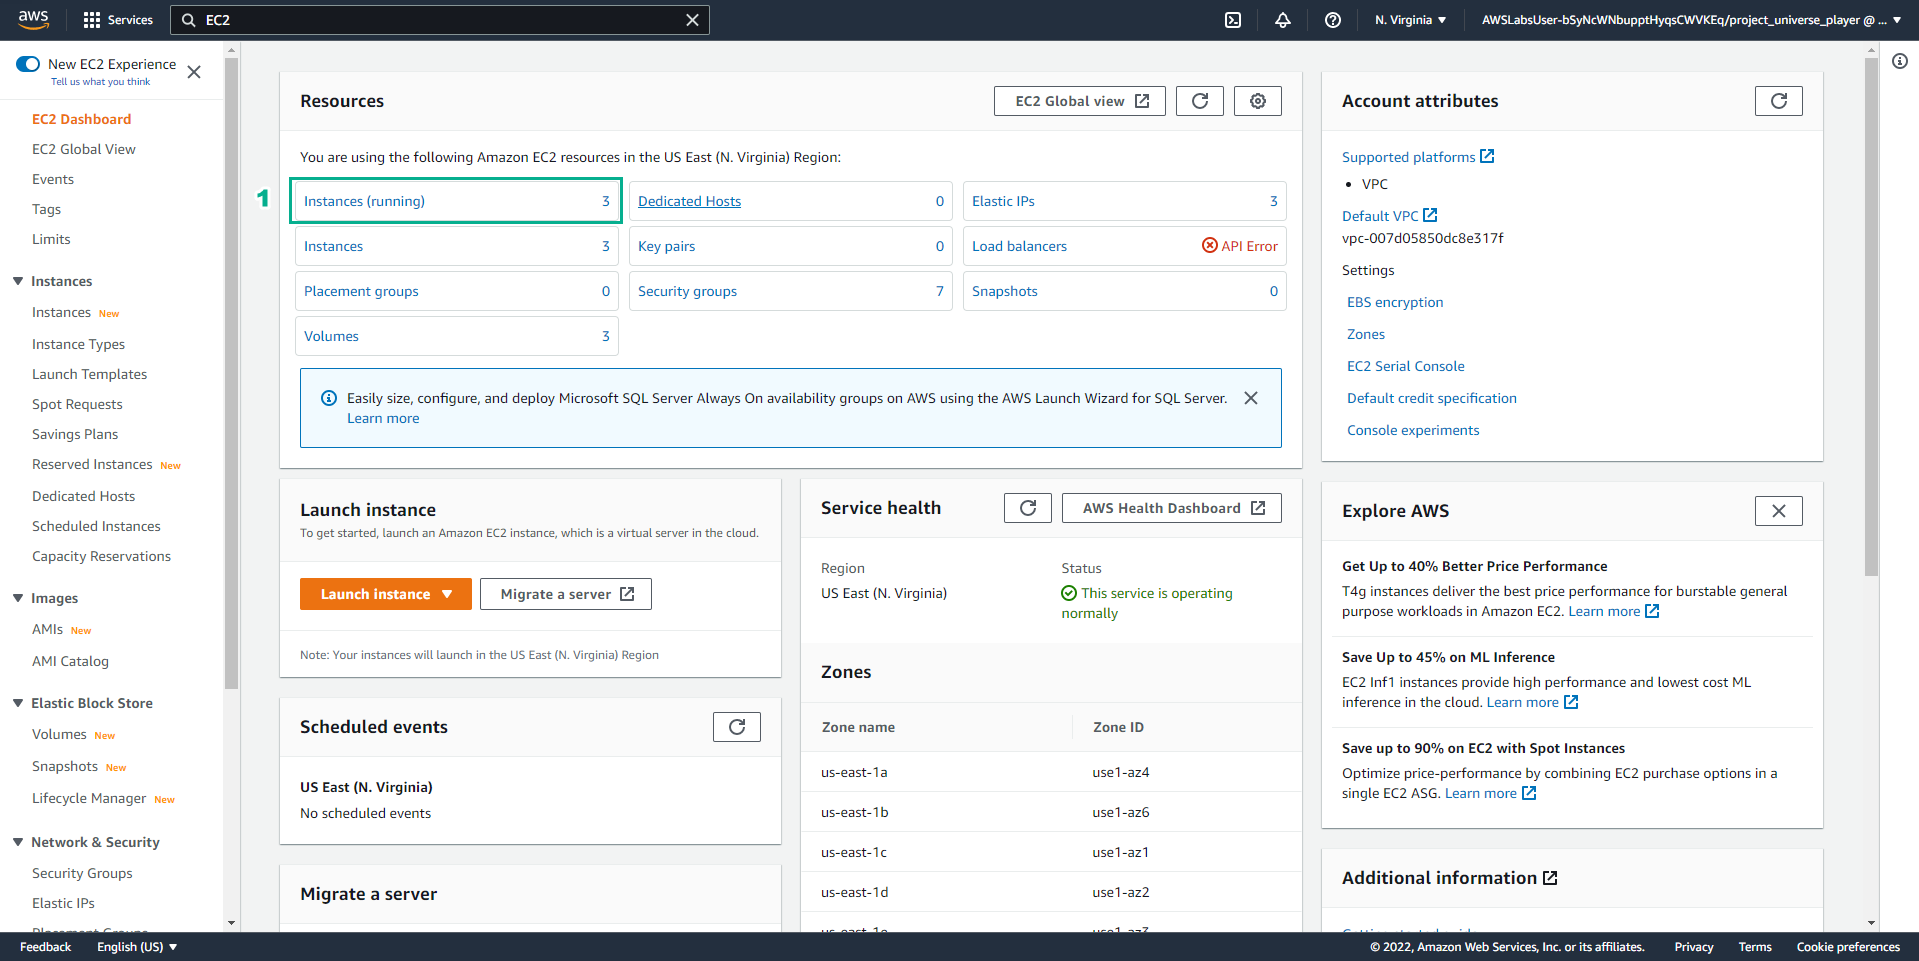 aws
Services
EC2
N. Virginia
AWSLabsUser-bSyNcWNbupptHyqsCWVKEq/project_universe_player @ ...
New EC2 Experience
Tell us what you think
EC2 Dashboard
EC2 Global View
Events
Tags
Limits
Instances
Instances New
Instance Types
Launch Templates
Spot Requests
Savings Plans
Reserved Instances New
Dedicated Hosts
Scheduled Instances
Capacity Reservations
Images
AMIs New
AMI Catalog
Elastic Block Store
Volumes New
Snapshots New
Lifecycle Manager New
Network & Security
Security Groups
Elastic IPs
Resources
EC2 Global view
You are using the following Amazon EC2 resources in the US East (N. Virginia) Region:
1
Instances (running) 3
Dedicated Hosts 0
Elastic IPs 3
Instances 3
Key pairs 0
Load balancers API Error
Placement groups 0
Security groups 7
Snapshots 0
Volumes 3
Easily size, configure, and deploy Microsoft SQL Server Always On availability groups on AWS using the AWS Launch Wizard for SQL Server.
Learn more
Launch instance
To get started, launch an Amazon EC2 instance, which is a virtual server in the cloud.
Launch instance
Migrate a server
Note: Your instances will launch in the US East (N. Virginia) Region
Scheduled events
US East (N. Virginia)
No scheduled events
Migrate a server
Service health
AWS Health Dashboard
Region
US East (N. Virginia)
Status
This service is operating
normally
Zones
Zone name Zone ID
us-east-1a use1-az4
us-east-1b use1-az6
us-east-1c use1-az1
us-east-1d use1-az2
Account attributes
Supported platforms
VPC
Default VPC
vpc-007d05850dc8e317f
Settings
EBS encryption
Zones
EC2 Serial Console
Default credit specification
Console experiments
Explore AWS
Get Up to 40% Better Price Performance
T4g instances deliver the best price performance for burstable general
purpose workloads in Amazon EC2. Learn more
Save Up to 45% on ML Inference
EC2 Inf1 instances provide high performance and lowest cost ML
inference in the cloud. Learn more
Save up to 90% on EC2 with Spot Instances
Optimize price-performance by combining EC2 purchase options in a
single EC2 ASG. Learn more
Additional information
Feedback
English (US)
© 2022, Amazon Web Services, Inc. or its affiliates.
Privacy
Terms
Cookie preferences